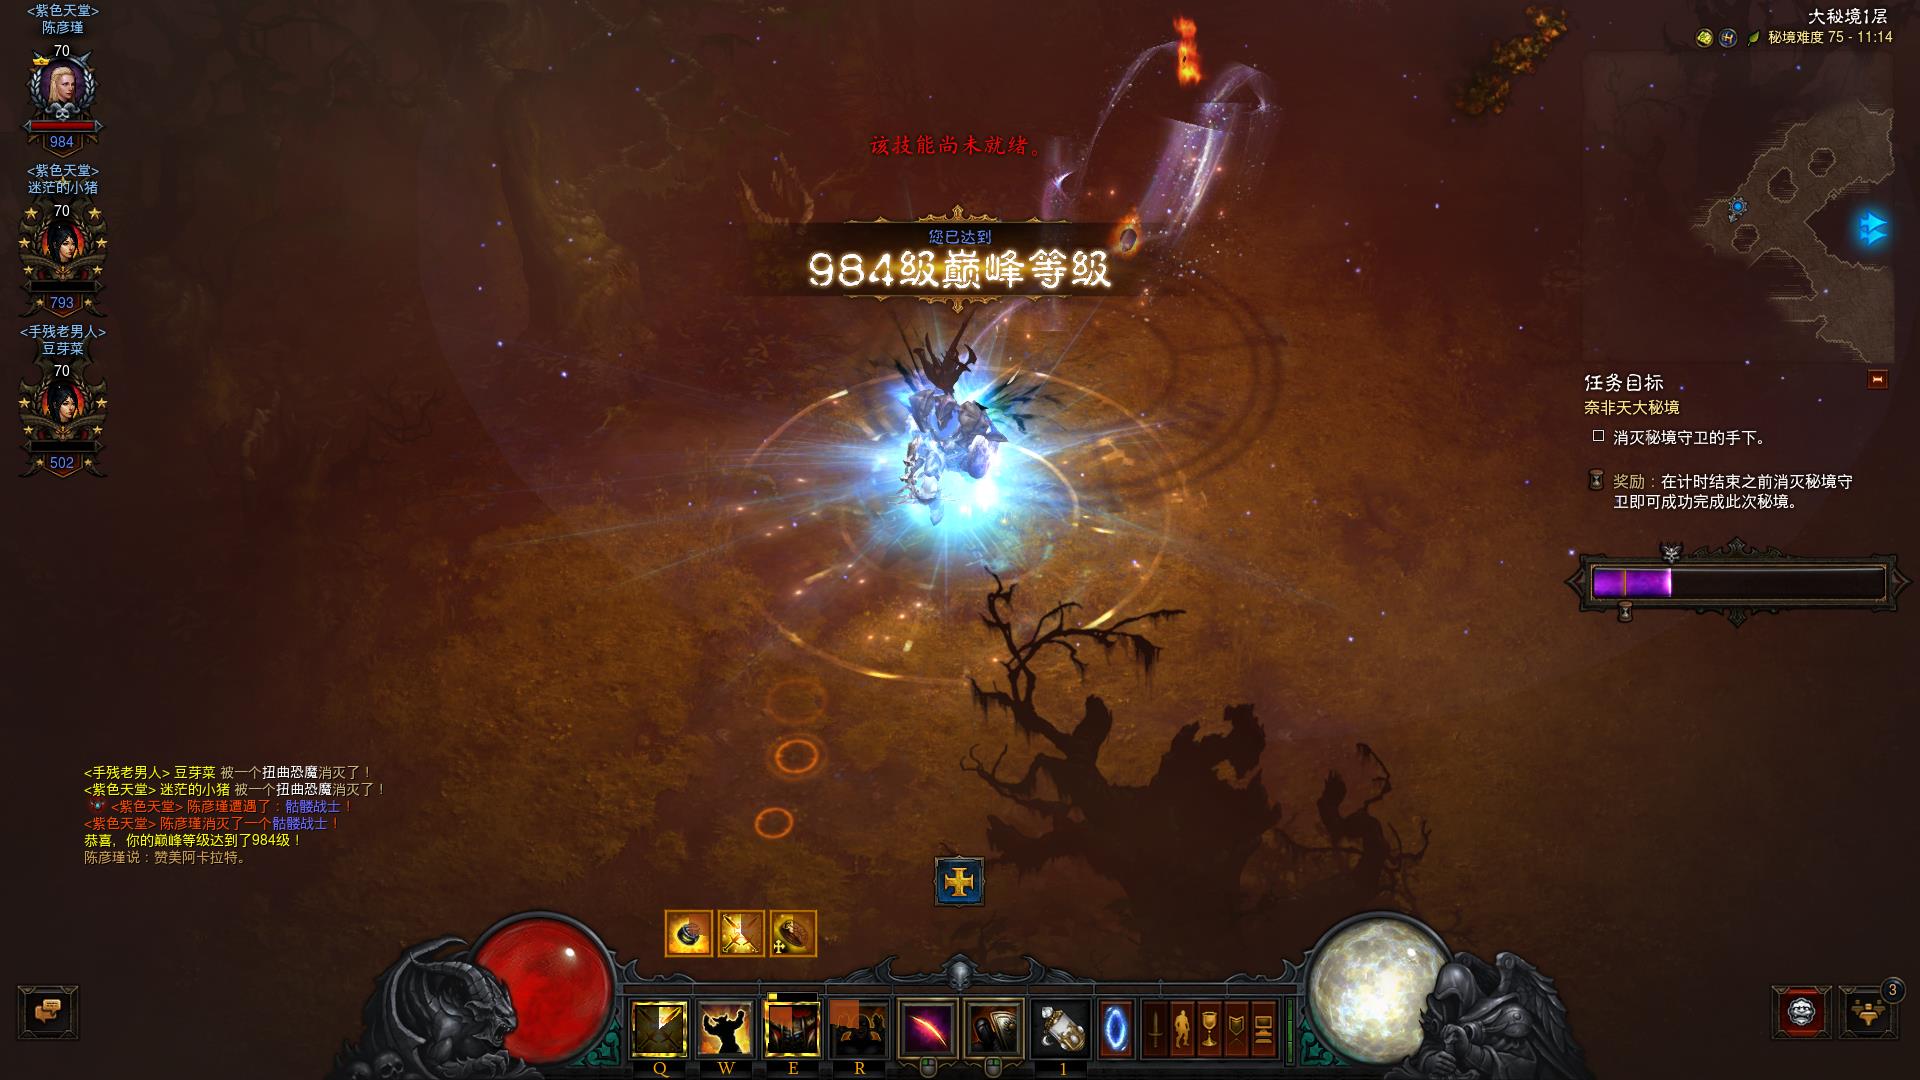 <紫色天堂>
陈彦瑾
70
984
<紫色天堂>
迷茫的小猪
70
793
<手残老男人>
豆芽菜
70
502
该技能尚未就绪。
您已达到
984级巅峰等级
大秘境1层
秘境难度 75 - 11:14
任务目标
奈非天大秘境
消灭秘境守卫的手下。
奖励：在计时结束之前消灭秘境守
卫即可成功完成此次秘境。
<手残老男人> 豆芽菜 被一个扭曲恐魔消灭了！
<紫色天堂> 迷茫的小猪 被一个扭曲恐魔消灭了！
<紫色天堂> 陈彦瑾遭遇了：骷髅战士！
<紫色天堂> 陈彦瑾消灭了一个骷髅战士！
恭喜，你的巅峰等级达到了984级！
陈彦瑾说：赞美阿卡拉特。
Q W E R 1
3